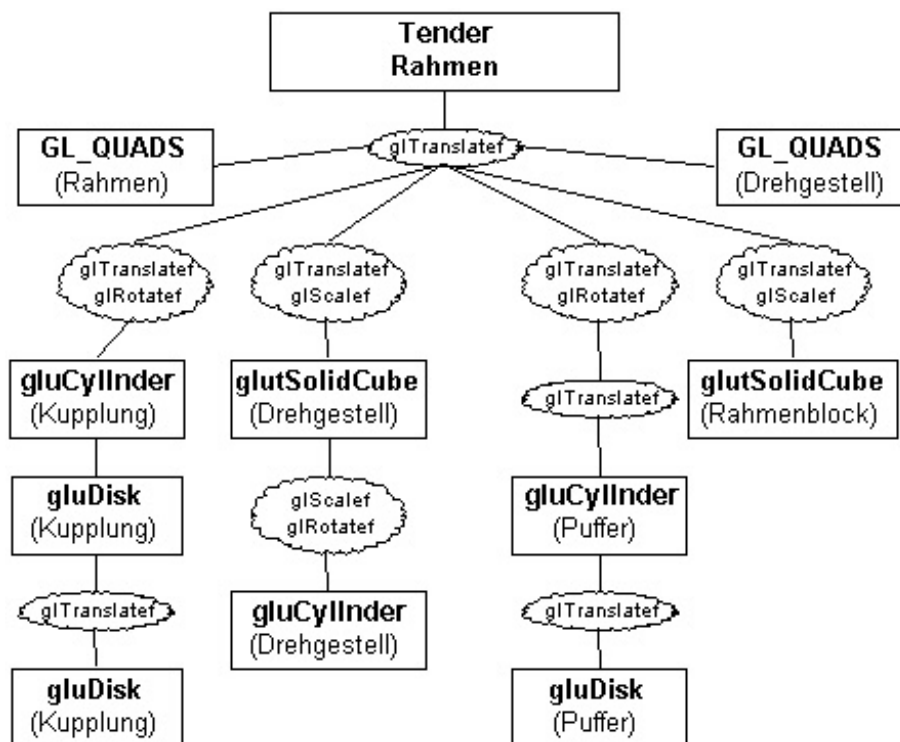 Tender
Rahmen
GL_QUADS
(Rahmen)
glTranslatef
GL_QUADS
(Drehgestell)
glTranslatef
glRotatef
glTranslatef
glScalef
glTranslatef
glRotatef
glTranslatef
glScalef
gluCylInder
(Kupplung)
glutSolidCube
(Drehgestell)
glTranslatef
glutSolidCube
(Rahmenblock)
gluDisk
(Kupplung)
glScalef
glRotatef
gluCylInder
(Puffer)
glTranslatef
gluCylInder
(Drehgestell)
glTranslatef
gluDisk
(Kupplung)
gluDisk
(Puffer)